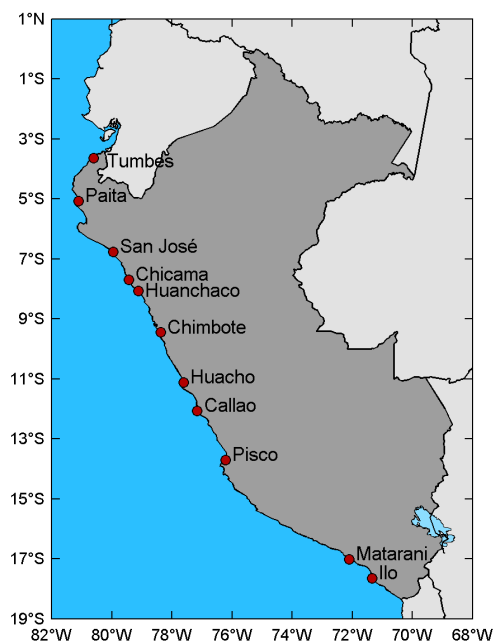 1°N
1°S
3°S
Tumbes
5°S
Paita
San José
7°S
Chicama
Huanchaco
9°S
Chimbote
11°S
Huacho
Callao
13°S
Pisco
15°S
17°S
Matarani
Ilo
19°S
82°W 80°W 78°W 76°W 74°W 72°W 70°W 68°W